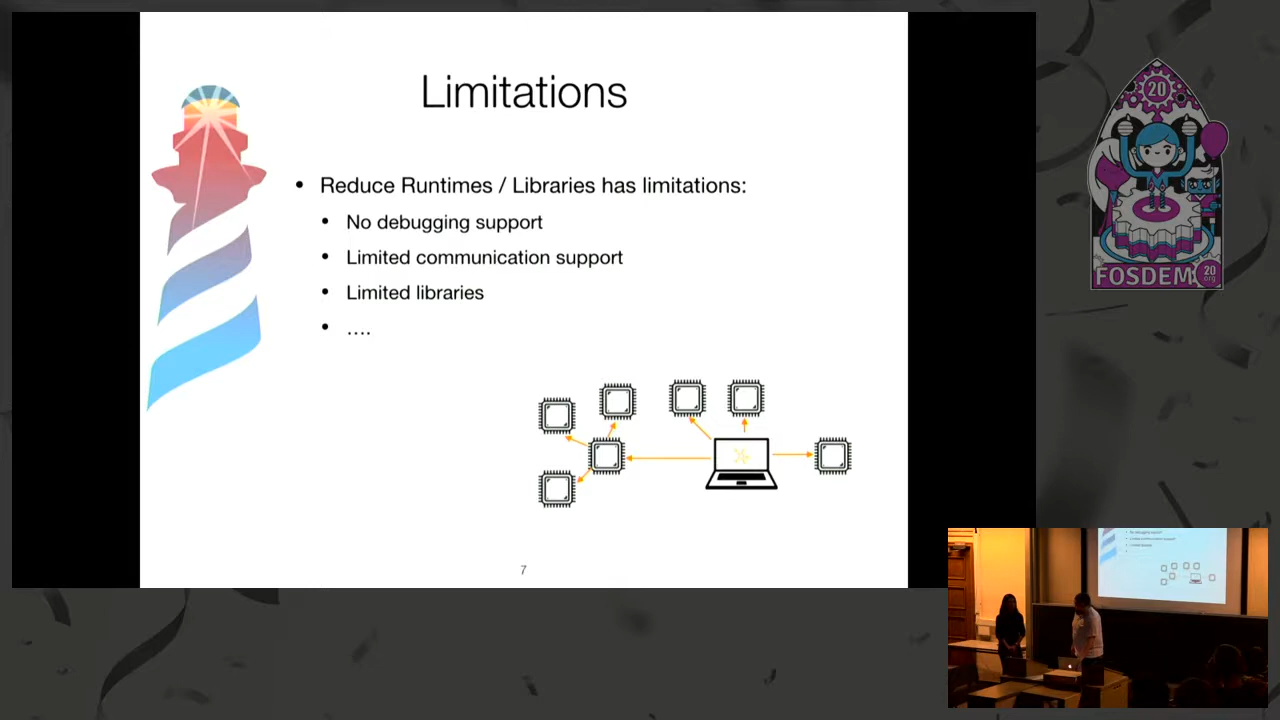 Limitations
• Reduce Runtimes / Libraries has limitations:
• No debugging support
• Limited communication support
• Limited libraries
• ....
7
20
FOSDEM
20
.org